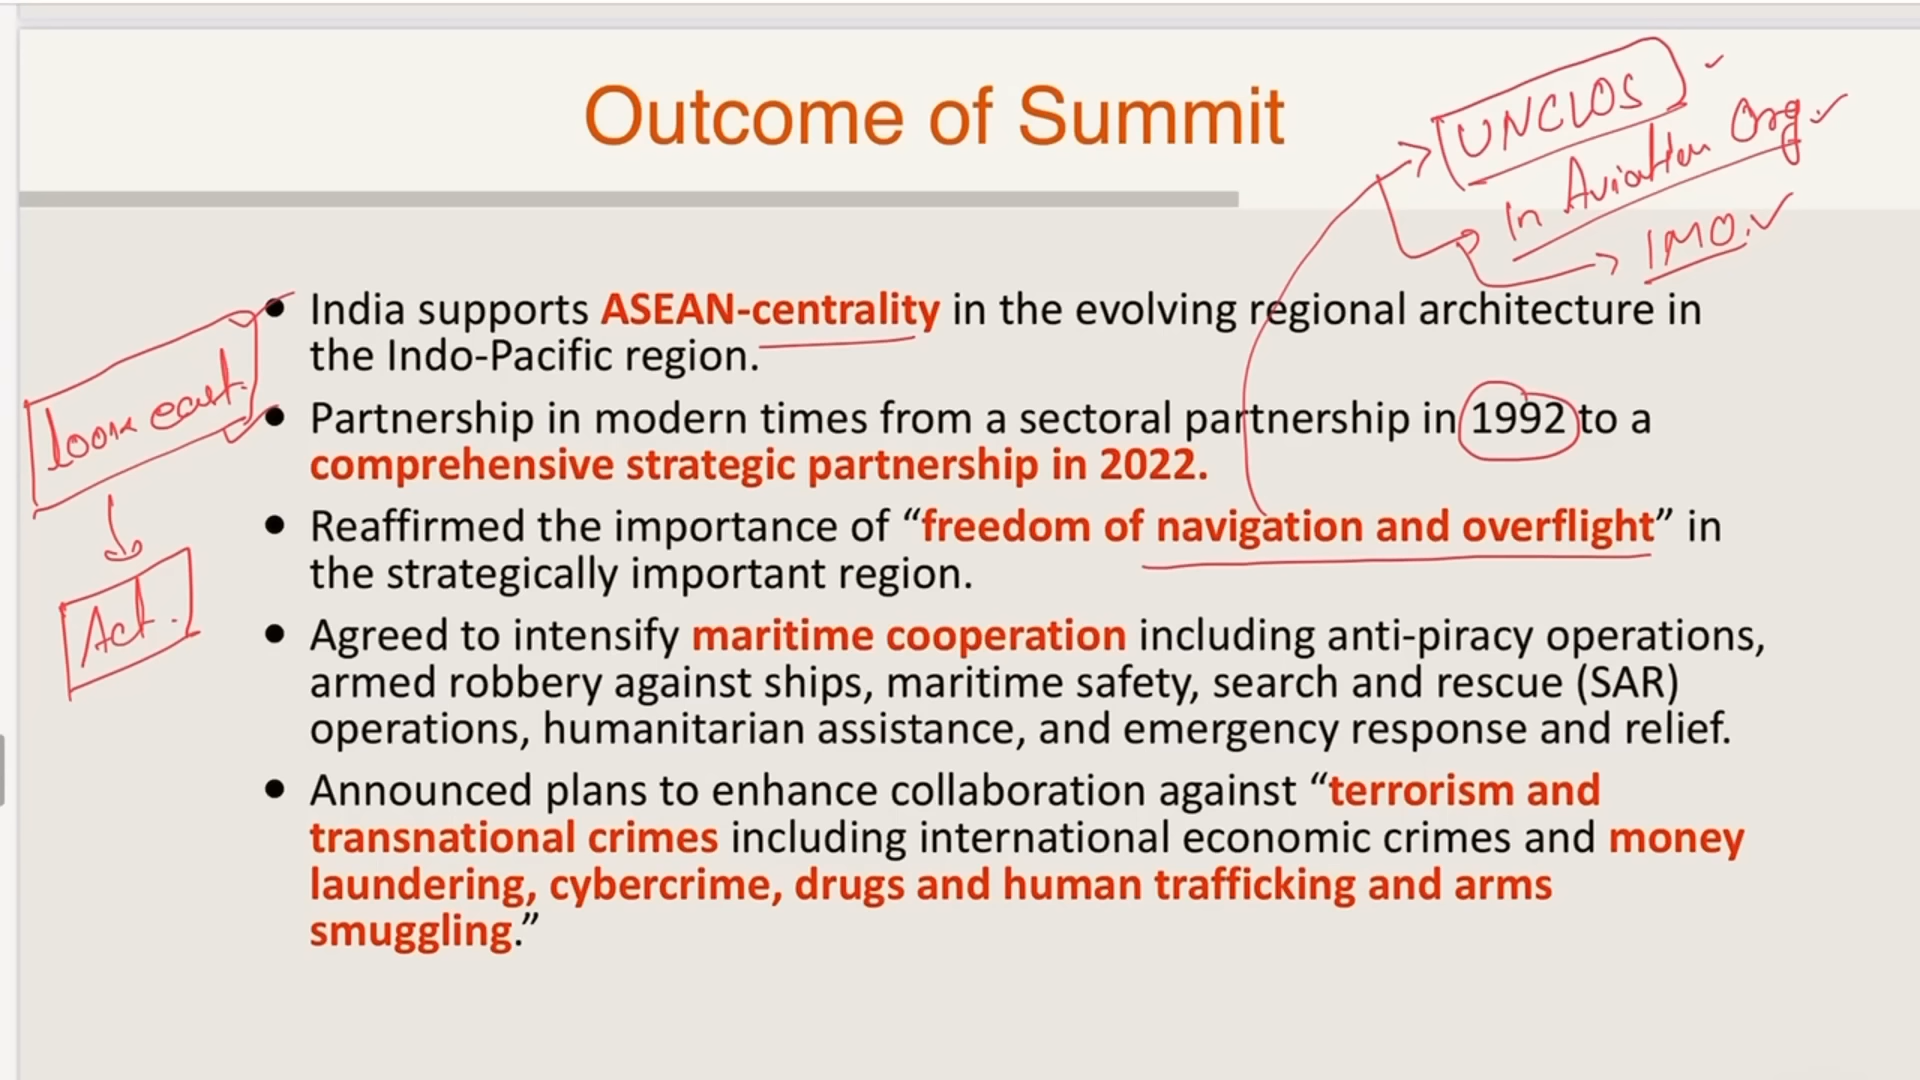 Outcome of Summit
UNCLOS
In Aviation Org.
IMO.
• India supports ASEAN-centrality in the evolving regional architecture in
the Indo-Pacific region.
look east.
• Partnership in modern times from a sectoral partnership in 1992 to a
comprehensive strategic partnership in 2022.
• Reaffirmed the importance of “freedom of navigation and overflight” in
the strategically important region.
Act.
• Agreed to intensify maritime cooperation including anti-piracy operations,
armed robbery against ships, maritime safety, search and rescue (SAR)
operations, humanitarian assistance, and emergency response and relief.
• Announced plans to enhance collaboration against “terrorism and
transnational crimes including international economic crimes and money
laundering, cybercrime, drugs and human trafficking and arms
smuggling.”